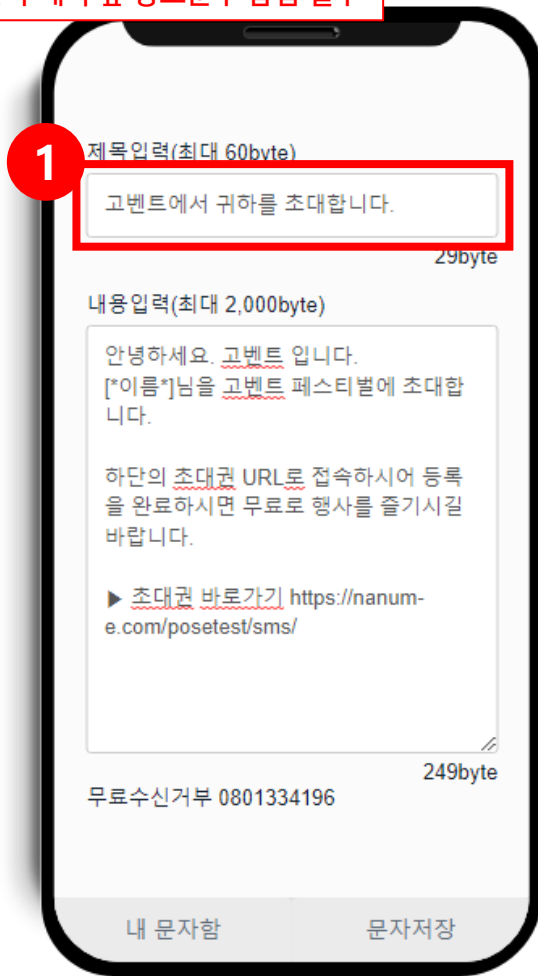 1
제목입력(최대 60byte)
고벤트에서 귀하를 초대합니다.
29byte
내용입력(최대 2,000byte)
안녕하세요. 고벤트 입니다.
[*이름*]님을 고벤트 페스티벌에 초대합
니다.
하단의 초대권 URL로 접속하시어 등록
을 완료하시면 무료로 행사를 즐기시길
바랍니다.
▶ 초대권 바로가기 https://nanum-
e.com/posetest/sms/
249byte
무료수신거부 0801334196
내 문자함
문자저장